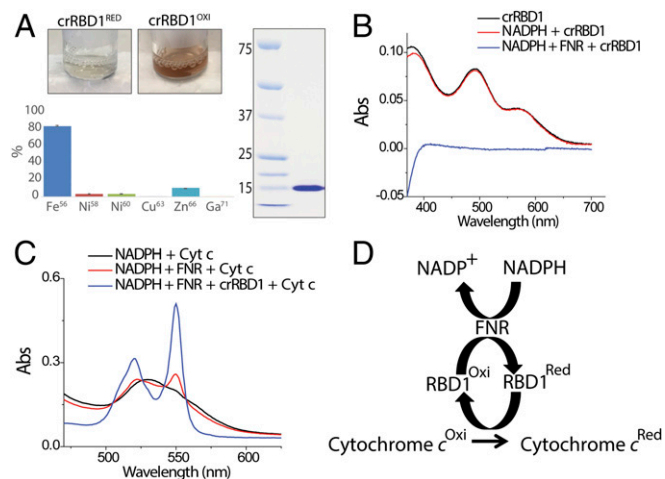 A
crRBD1RED
crRBD1OXI
100
80
60
40
20
0
%
Fe56 Ni58 Ni60 Cu63 Zn66 Ga71
75
37
25
15
B
crRBD1
NADPH + crRBD1
NADPH + FNR + crRBD1
Abs
0.10
0.05
0.00
-0.05
400 500 600 700
Wavelength (nm)
C
NADPH + Cyt c
NADPH + FNR + Cyt c
NADPH + FNR + crRBD1 + Cyt c
Abs
0.6
0.3
0.0
500 550 600
Wavelength (nm)
D
NADP+ NADPH
FNR
RBD1Oxi RBD1Red
Cytochrome cOxi Cytochrome cRed